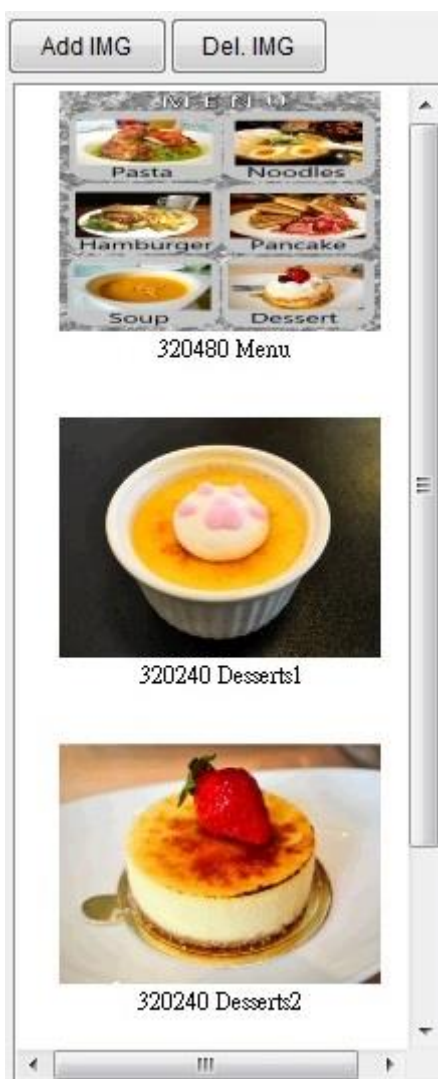 Add IMG Del. IMG
MENU
Pasta Noodles
Hamburger Pancake
Soup Dessert
320480 Menu
320240 Desserts1
320240 Desserts2